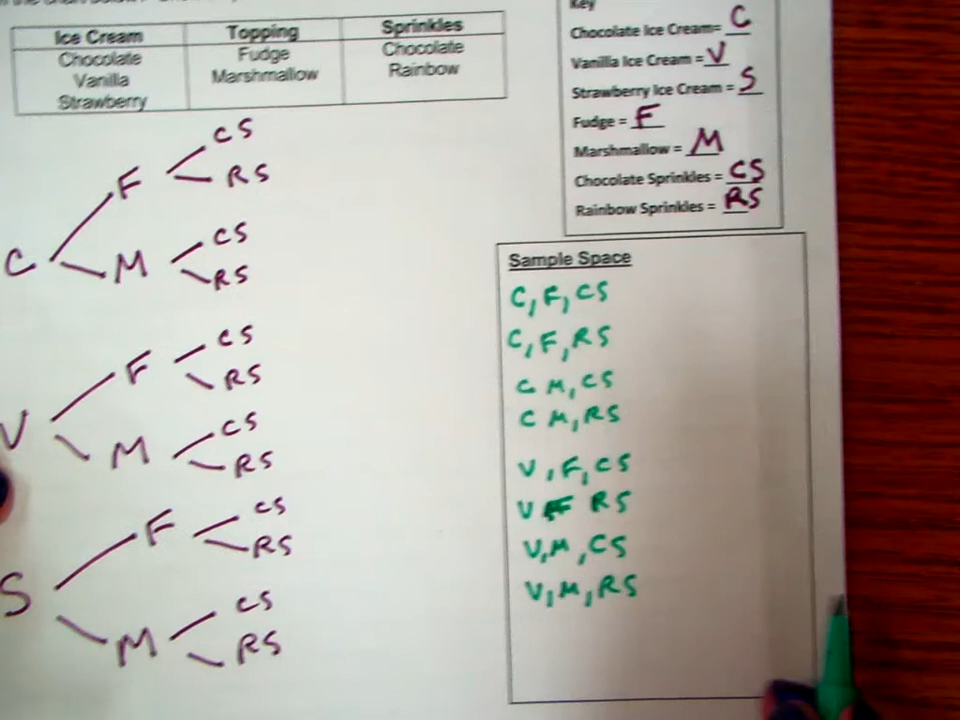 Ice Cream Topping Sprinkles
Chocolate Fudge Chocolate
Vanilla Marshmallow Rainbow
Strawberry
Key
Chocolate Ice Cream= C
Vanilla Ice Cream = V
Strawberry Ice Cream = S
Fudge = F
Marshmallow = M
Chocolate Sprinkles = CS
Rainbow Sprinkles = RS
CS
F
RS
C
CS
M
RS
CS
F
RS
V
CS
M
RS
CS
F
RS
S
CS
M
RS
Sample Space
C, F, CS
C, F, RS
C M, CS
C M, RS
V, F, CS
V F RS
V, M, CS
V, M, RS